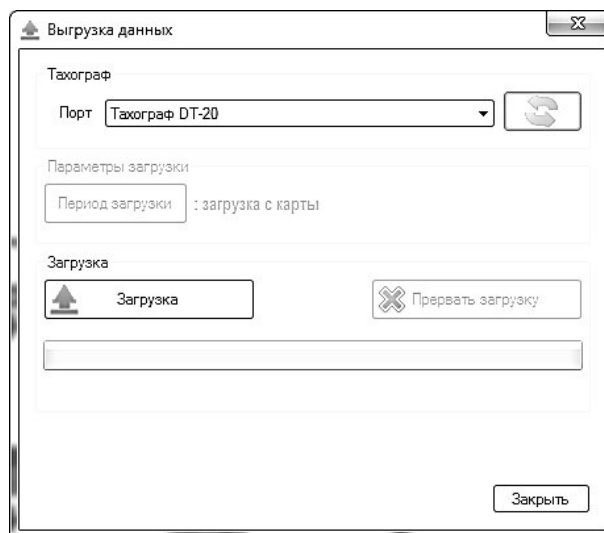 Выгрузка данных
Тахограф
Порт Тахограф DT-20
Параметры загрузки
Период загрузки : загрузка с карты
Загрузка
Загрузка Прервать загрузку
Закрыть